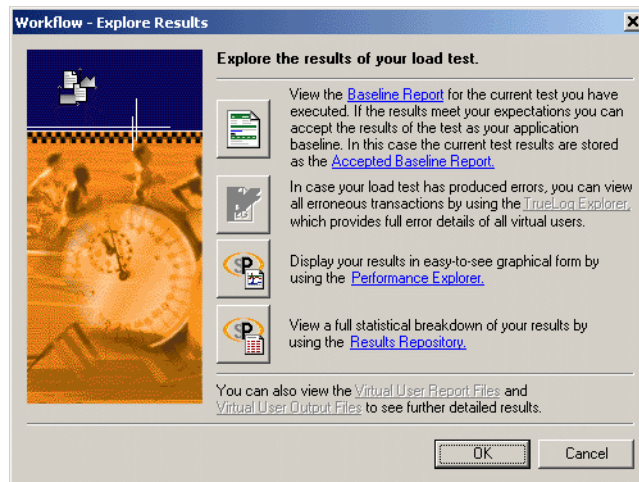 Workflow - Explore Results
Explore the results of your load test.
View the Baseline Report for the current test you have
executed. If the results meet your expectations you can
accept the results of the test as your application
baseline. In this case the current test results are stored
as the Accepted Baseline Report.
In case your load test has produced errors, you can view
all erroneous transactions by using the TrueLog Explorer,
which provides full error details of all virtual users.
Display your results in easy-to-see graphical form by
using the Performance Explorer.
View a full statistical breakdown of your results by
using the Results Repository.
You can also view the Virtual User Report Files and
Virtual User Output Files to see further detailed results.
OK Cancel